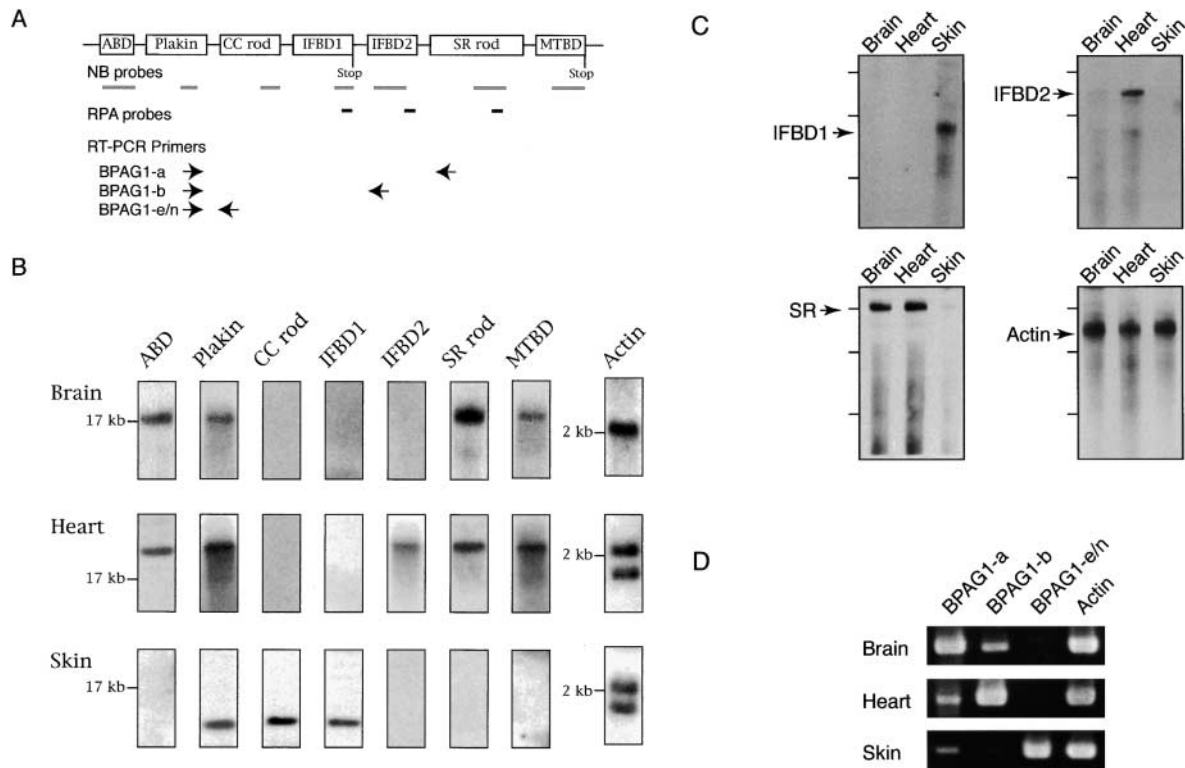 A
ABD Plakin CC rod IFBD1 IFBD2 SR rod MTBD
Stop Stop
NB probes
RPA probes
RT-PCR Primers
BPAG1-a
BPAG1-b
BPAG1-e/n
B
ABD Plakin CC rod IFBD1 IFBD2 SR rod MTBD Actin
Brain
17 kb 2 kb
Heart
17 kb 2 kb
Skin
17 kb 2 kb
C
Brain Heart Skin
IFBD1
Brain Heart Skin
IFBD2
Brain Heart Skin
SR
Brain Heart Skin
Actin
D
BPAG1-a BPAG1-b BPAG1-e/n Actin
Brain
Heart
Skin